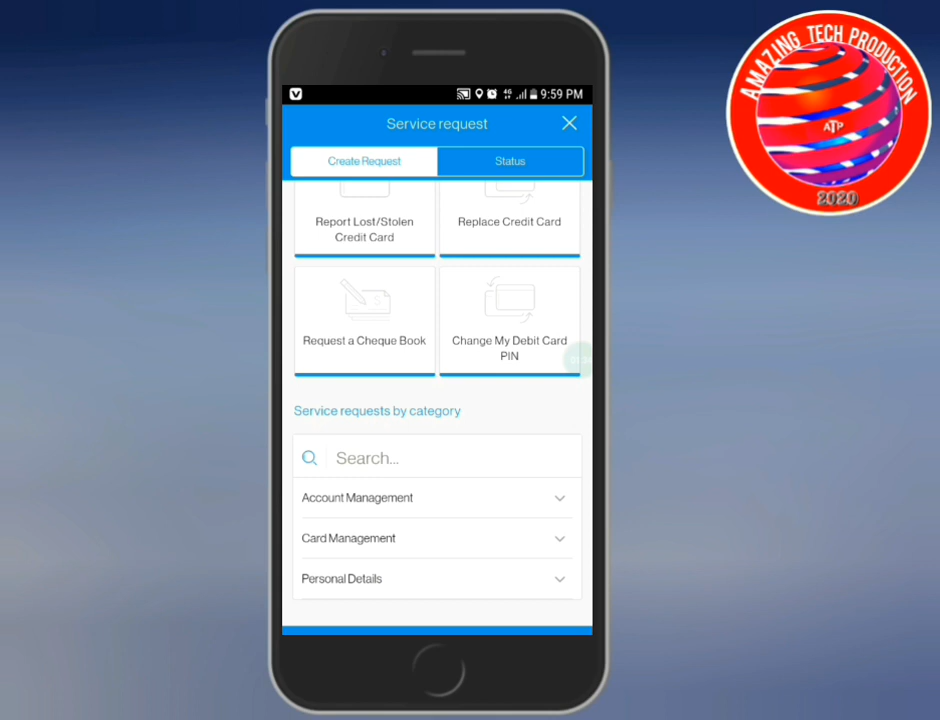 AMAZING TECH PRODUCTION
ATP
2020
4G
9:59 PM
Service request
Create Request
Status
Report Lost/Stolen
Credit Card
Replace Credit Card
Request a Cheque Book
Change My Debit Card
PIN
Service requests by category
Search...
Account Management
Card Management
Personal Details